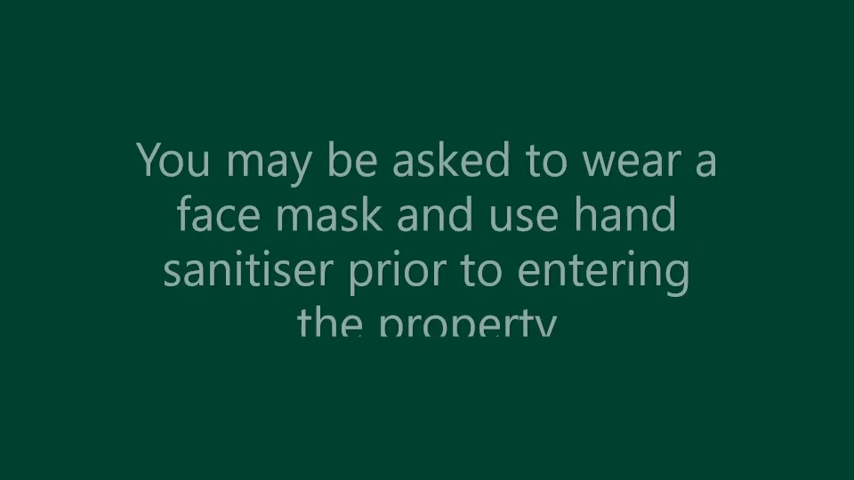 You may be asked to wear a
face mask and use hand
sanitiser prior to entering
the property